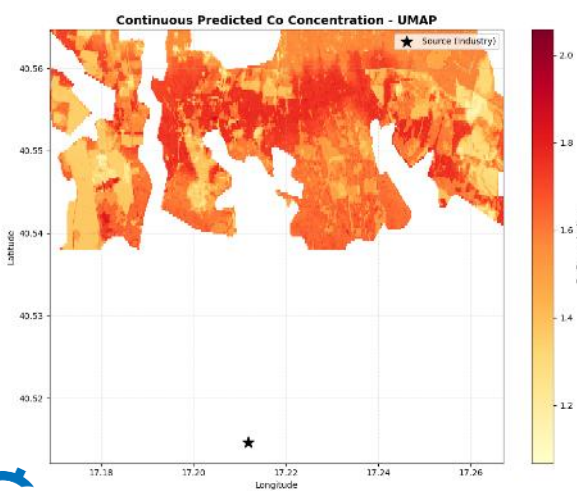 Continuous Predicted Co Concentration - UMAP
Source (Industry)
40.56
40.55
40.54
40.53
40.52
Latitude
17.18 17.20 17.22 17.24 17.26
Longitude
2.0
1.8
1.6
1.4
1.2